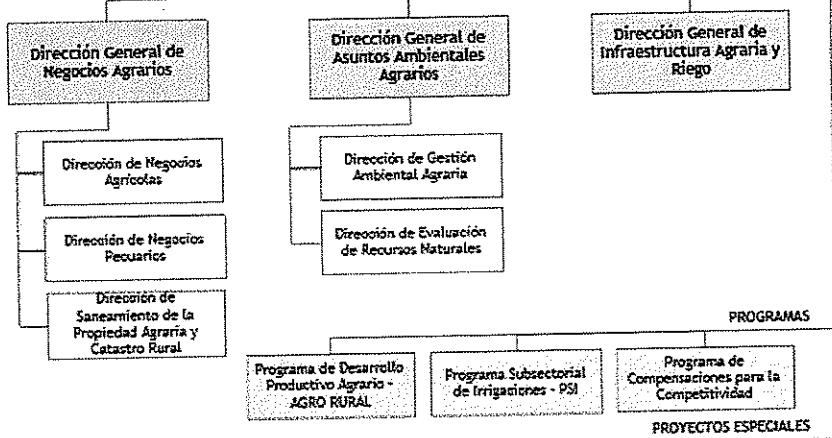 Dirección General de
Negocios Agrarios
Dirección General de
Asuntos Ambientales
Agrarios
Dirección General de
Infraestructura Agraria y
Riego
Dirección de Negocios
Agrícolas
Dirección de Negocios
Pecuarios
Dirección de
Saneamiento de la
Propiedad Agraria y
Catastro Rural
Dirección de Gestión
Ambiental Agraria
Dirección de Evaluación
de Recursos Naturales
PROGRAMAS
Programa de Desarrollo
Productivo Agrario -
AGRO RURAL
Programa Subsectorial
de Irrigaciones - PSI
Programa de
Compensaciones para la
Competitividad
PROYECTOS ESPECIALES